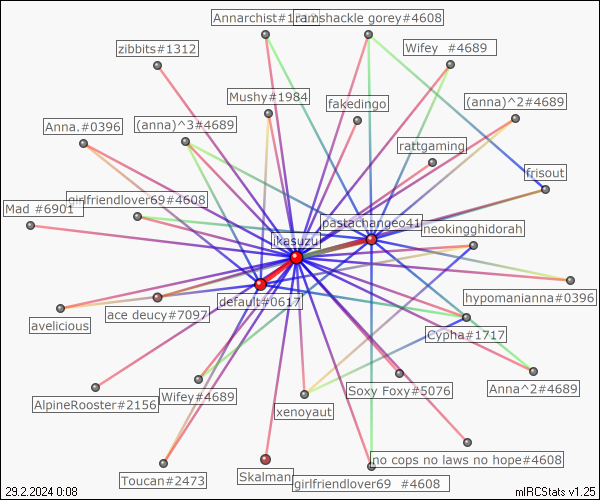 Annarchist#1312
ramshackle gorey#4608
zibbits#1312
Wifey  #4689
Mushy#1984
fakedingo
(anna)^2#4689
Anna.#0396
(anna)^3#4689
rattgaming
frisout
Mad #6901
girlfriendlover69#4608
pastachangeo41
neokingghidorah
ikasuzu
default#0617
hypomanianna#0396
ace deucy#7097
avelicious
Cypha#1717
AlpineRooster#2156
Wifey#4689
xenoyaut
Soxy Foxy#5076
Anna^2#4689
no cops no laws no hope#4608
Toucan#2473
Skalman
girlfriendlover69  #4608
29.2.2024 0:08
mIRCStats v1.25